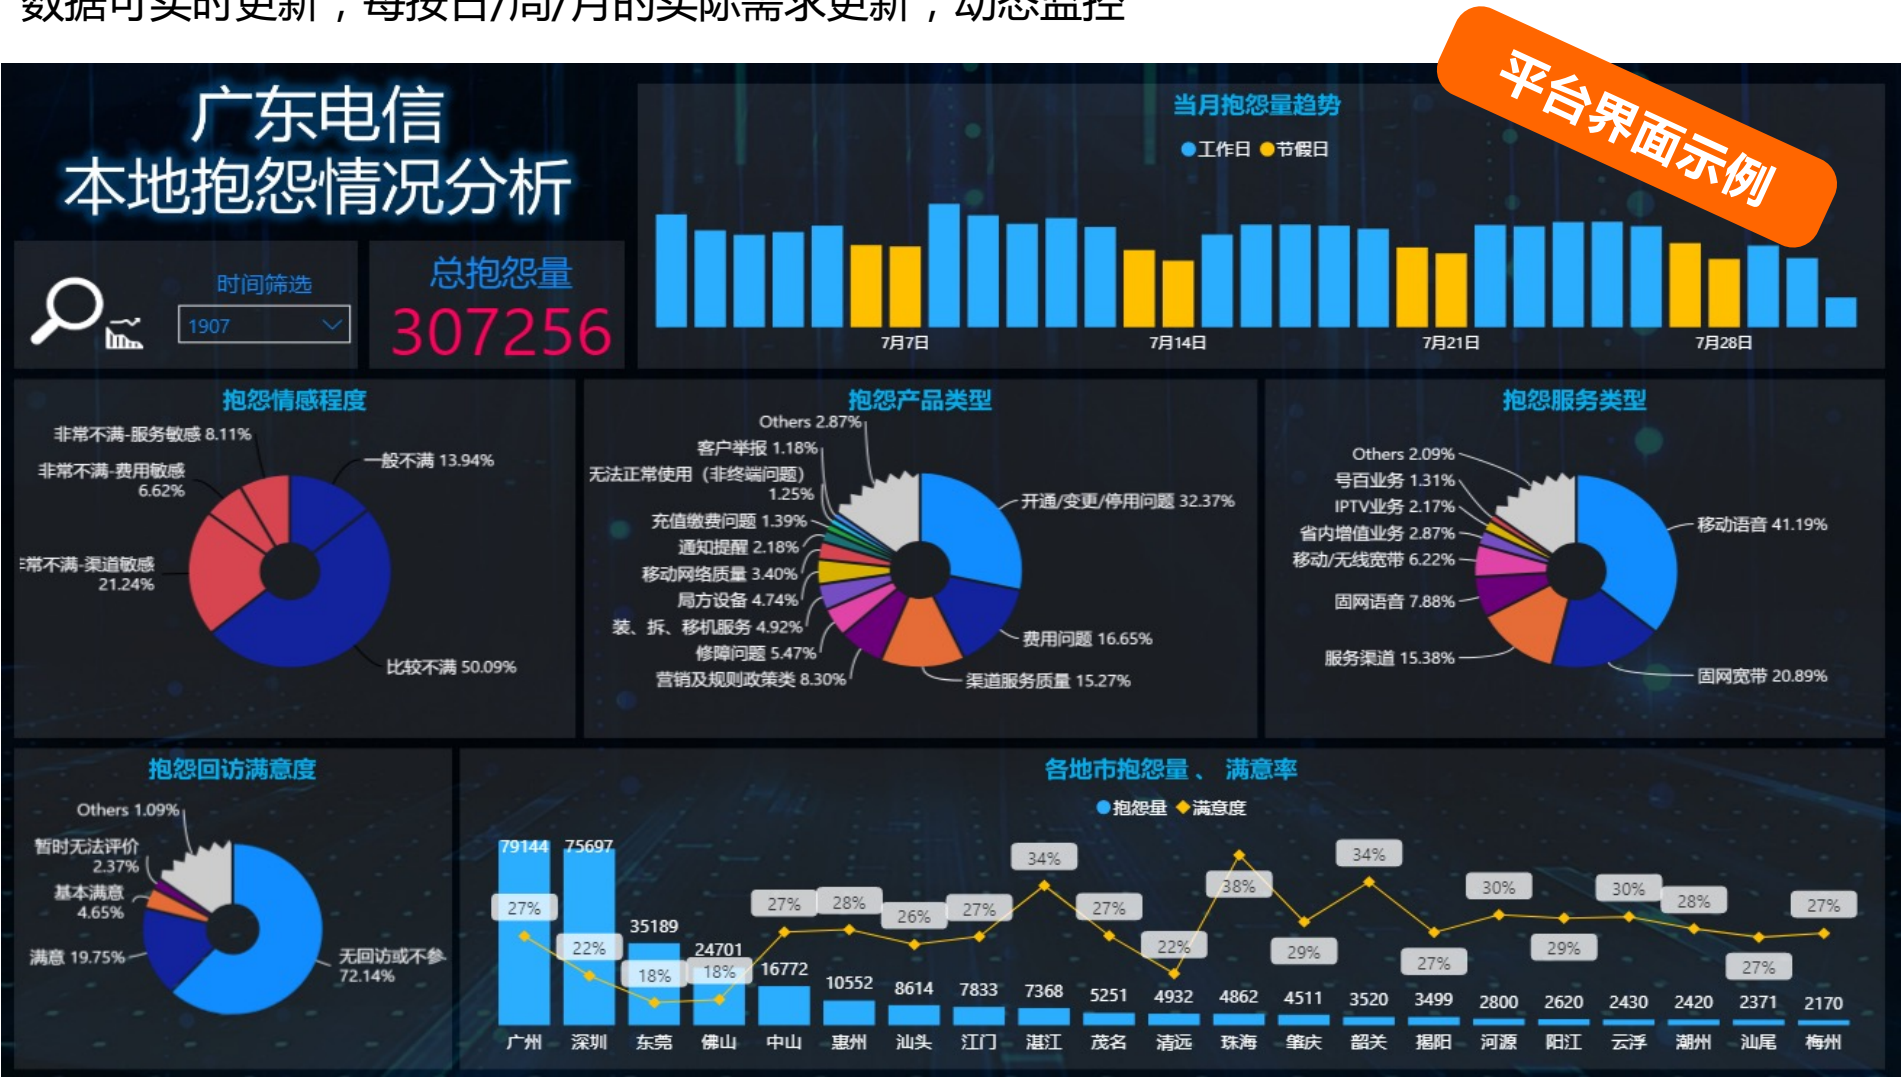 数据可实时更新，每按日/周/月的实际需求更新，动态监控
平台界面示例
广东电信
本地抱怨情况分析
时间筛选
1907
总抱怨量
307256
当月抱怨量趋势
工作日 节假日
7月7日 7月14日 7月21日 7月28日
抱怨情感程度
非常不满-服务敏感 8.11%
一般不满 13.94%
非常不满-费用敏感
6.62%
非常不满-渠道敏感
21.24%
比较不满 50.09%
抱怨产品类型
Others 2.87%
客户举报 1.18%
无法正常使用（非终端问题）
1.25%
充值缴费问题 1.39%
通知提醒 2.18%
移动网络质量 3.40%
局方设备 4.74%
装、拆、移机服务 4.92%
修障问题 5.47%
营销及规则政策类 8.30%
开通/变更/停用问题 32.37%
费用问题 16.65%
渠道服务质量 15.27%
抱怨服务类型
Others 2.09%
号百业务 1.31%
IPTV业务 2.17%
省内增值业务 2.87%
移动/无线宽带 6.22%
固网语音 7.88%
服务渠道 15.38%
移动语音 41.19%
固网宽带 20.89%
抱怨回访满意度
Others 1.09%
暂时无法评价
2.37%
基本满意
4.65%
满意 19.75%
无回访或不参
72.14%
各地市抱怨量 、 满意率
抱怨量 满意度
79144 75697 35189 24701 16772 10552 8614 7833 7368 5251 4932 4862 4511 3520 3499 2800 2620 2430 2420 2371 2170
27% 22% 18% 18% 27% 28% 26% 27% 34% 27% 22% 38% 29% 34% 27% 30% 29% 30% 28% 27% 27%
广州 深圳 东莞 佛山 中山 惠州 汕头 江门 湛江 茂名 清远 珠海 肇庆 韶关 揭阳 河源 阳江 云浮 潮州 汕尾 梅州